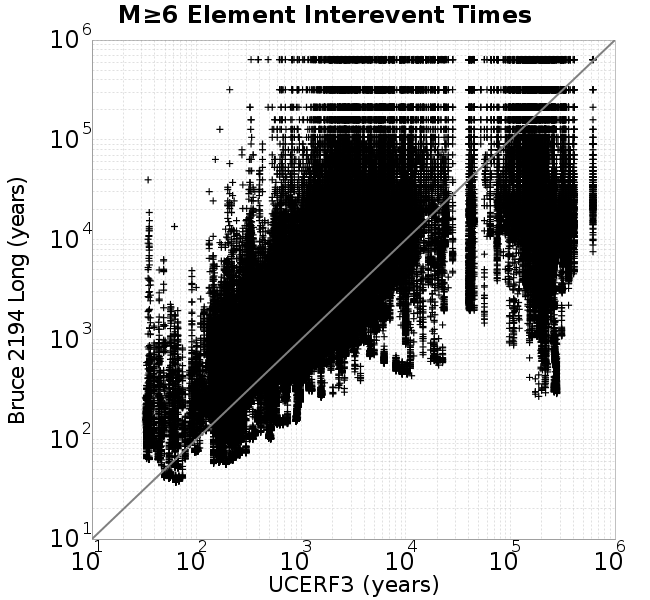 M≥6 Element Interevent Times
Bruce 2194 Long (years)
10^6
10^5
10^4
10^3
10^2
10^1
10^1 10^2 10^3 10^4 10^5 10^6
UCERF3 (years)